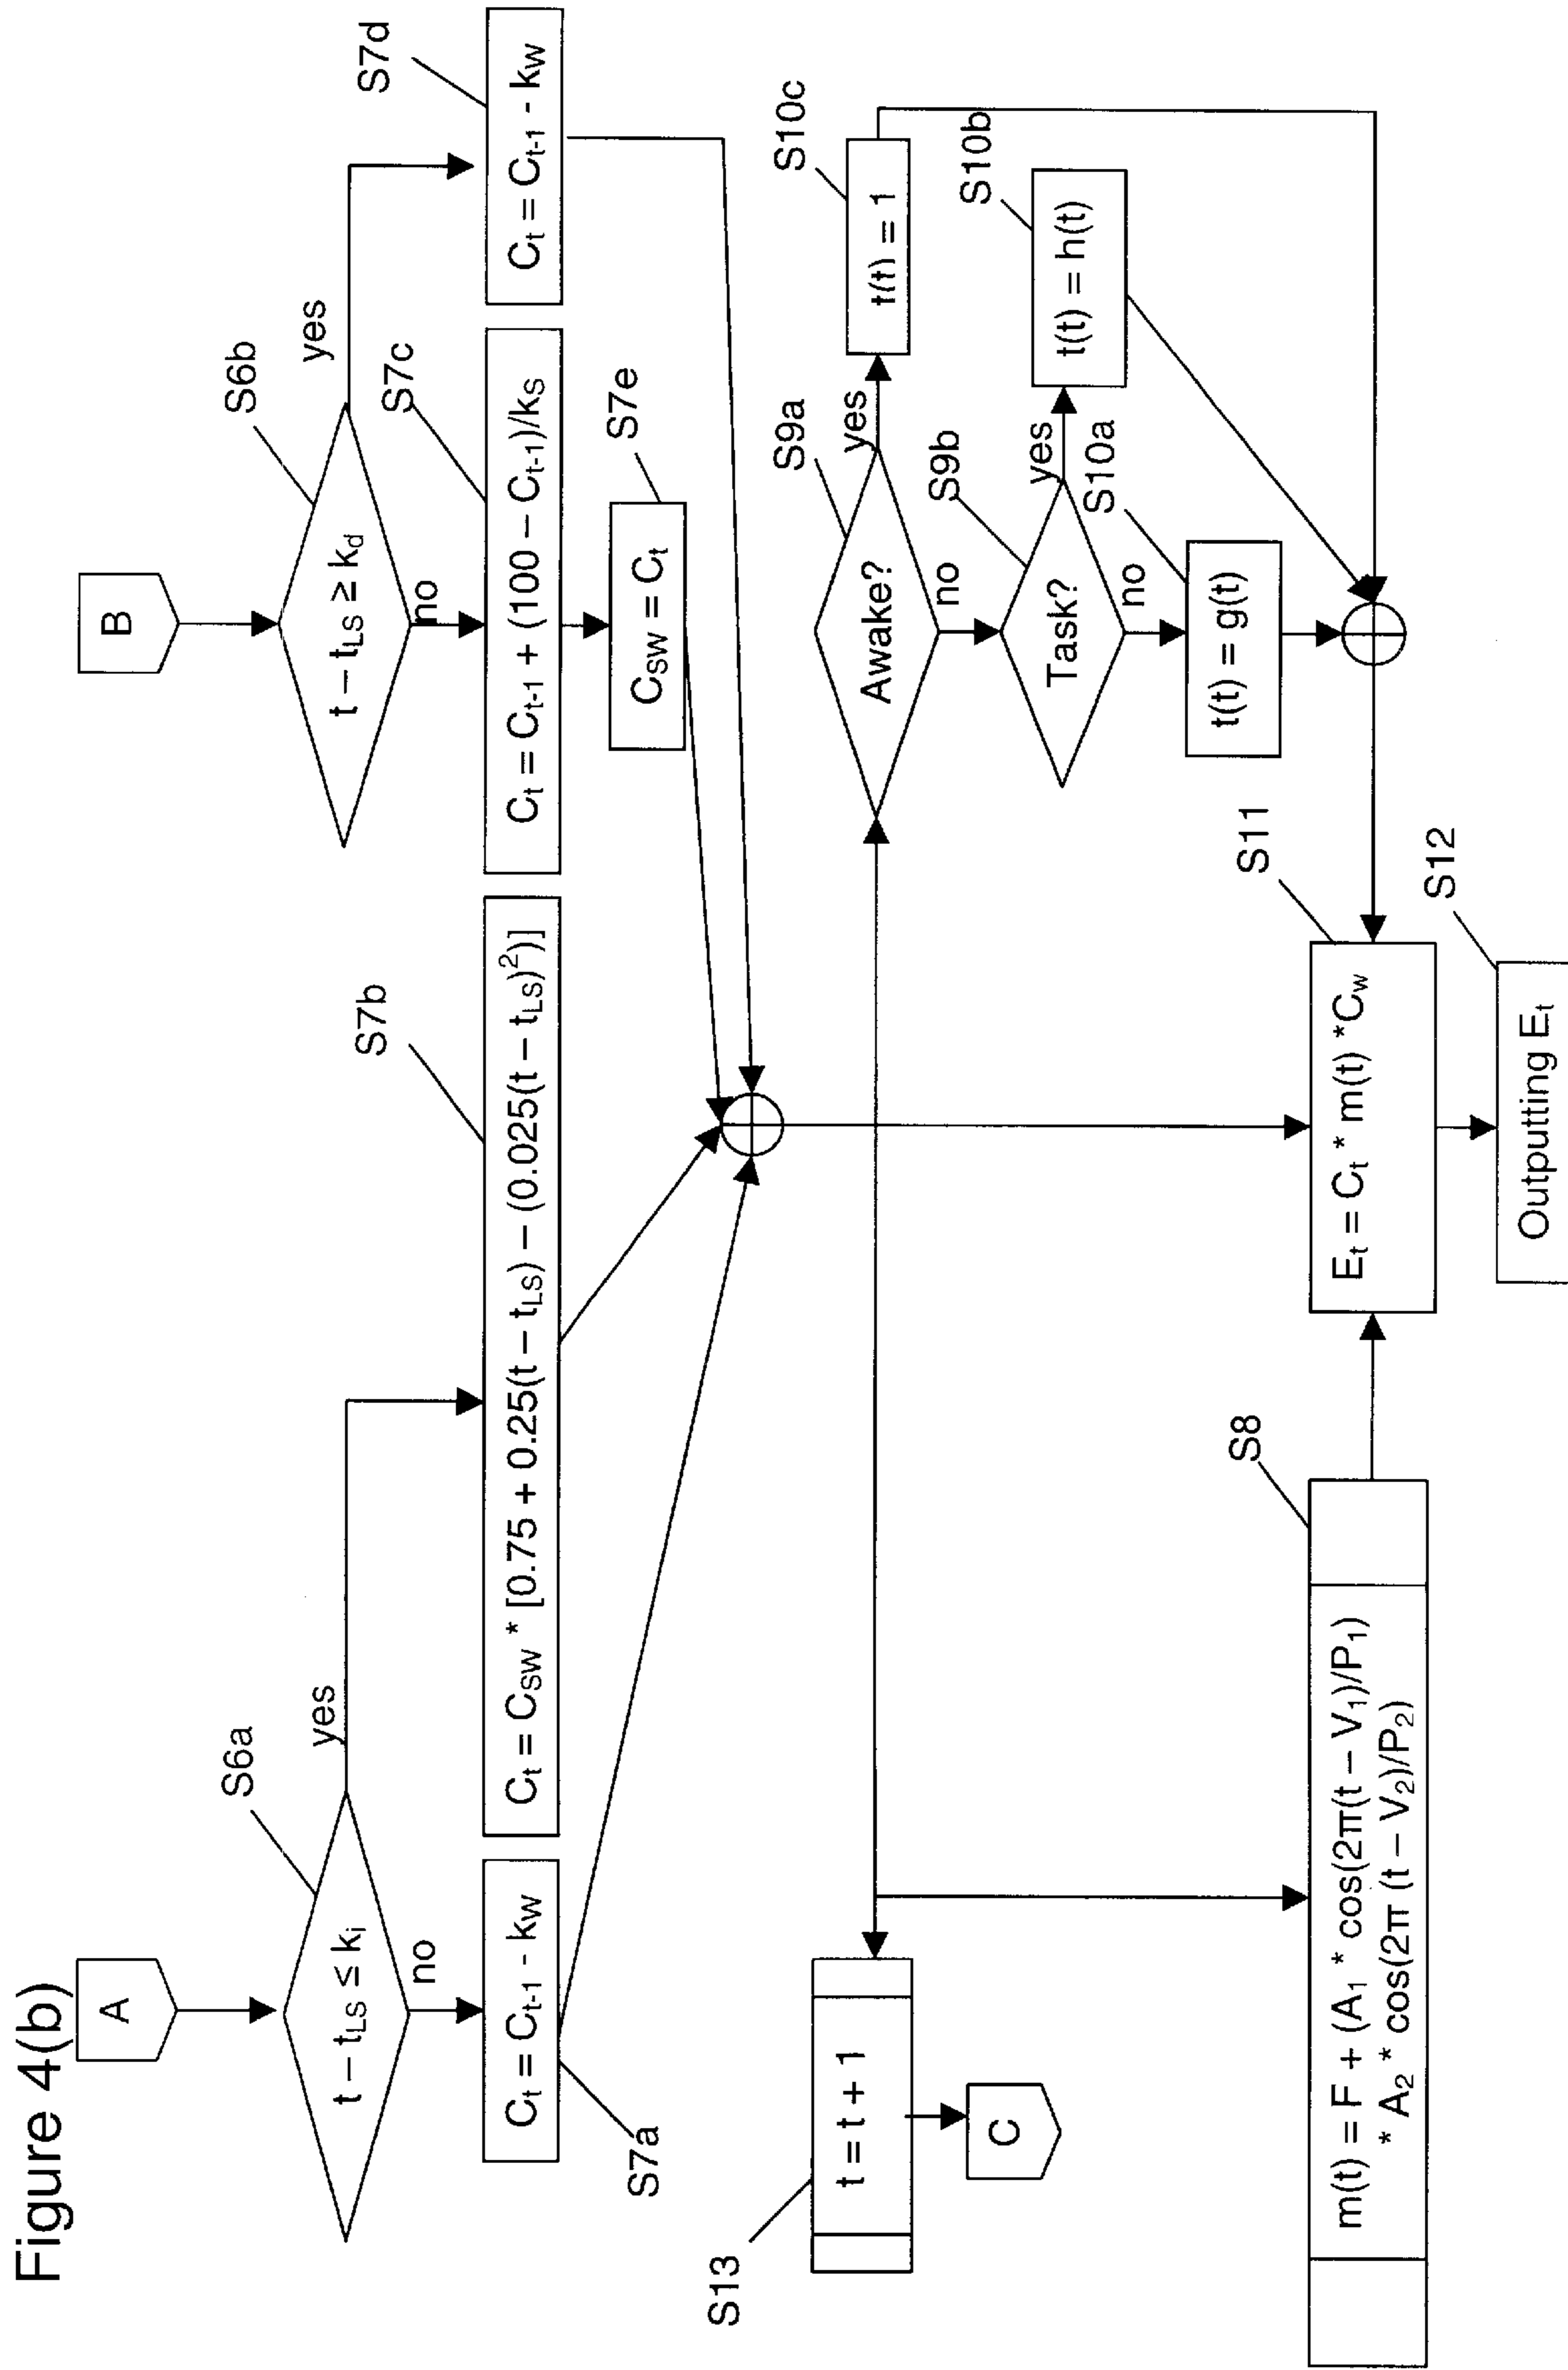 Figure 4(b)
A
B
S6a
t – t_LS ≤ k_i
yes
no
S6b
t – t_LS ≥ k_d
yes
no
S7a
C_t = C_t-1 - k_w
S7b
C_t = C_SW * [0.75 + 0.25(t – t_LS) – (0.025(t – t_LS)^2)]
S7c
C_t = C_t-1 + (100 – C_t-1)/k_S
S7d
C_t = C_t-1 - k_w
S7e
C_SW = C_t
S13
t = t + 1
C
S9a
Awake?
yes
no
S10c
t(t) = 1
S9b
Task?
yes
no
S10b
t(t) = h(t)
S10a
t(t) = g(t)
S8
m(t) = F + (A_1 * cos(2π(t – V_1)/P_1)
* A_2 * cos(2π (t – V_2)/P_2)
S11
E_t = C_t * m(t) *C_w
S12
Outputting E_t